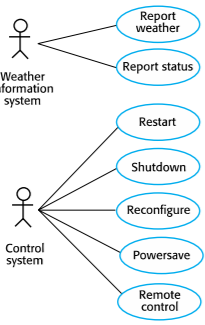 Report
weather
Report status
Weather
nformation
system
Restart
Shutdown
Reconfigure
Control
system
Powersave
Remote
control